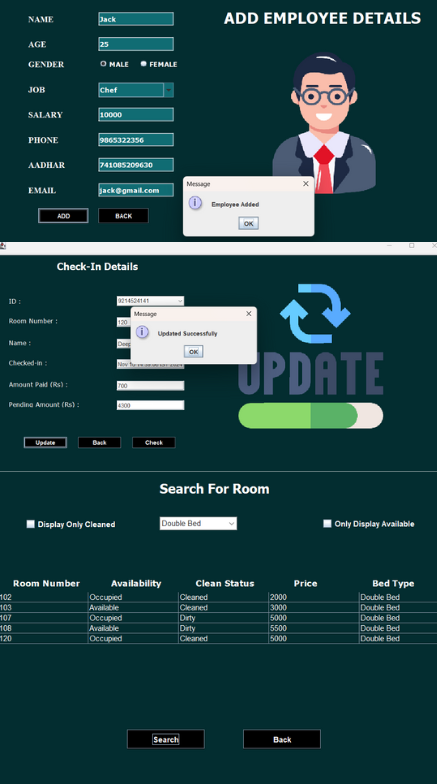 ADD EMPLOYEE DETAILS
NAME Jack
AGE 25
GENDER MALE FEMALE
JOB Chef
SALARY 10000
PHONE 9865322356
AADHAR 741085209630
EMAIL jack@gmail.com
ADD BACK
Message
Employee Added
OK
Check-In Details
ID : 9214524141
Room Number : 120
Name :
Checked-in :
Amount Paid (Rs) : 700
Pending Amount (Rs) : 4300
Update Back Check
Message
Updated Successfully
OK
UPDATE
Search For Room
Display Only Cleaned Double Bed Only Display Available
Room Number Availability Clean Status Price Bed Type
102 Occupied Cleaned 2000 Double Bed
103 Available Cleaned 3000 Double Bed
107 Occupied Dirty 5000 Double Bed
108 Available Dirty 5500 Double Bed
120 Occupied Cleaned 5000 Double Bed
Search Back